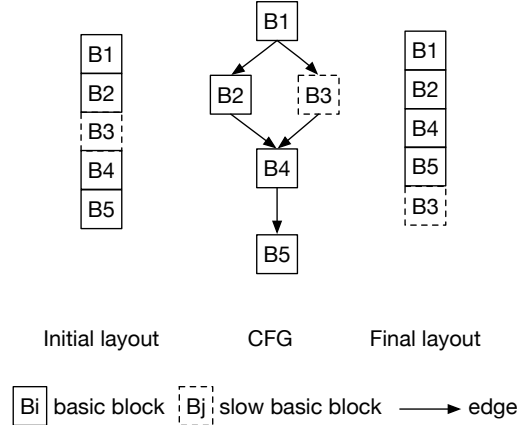 B1
B2
B3
B4
B5
B1
B2
B3
B4
B5
B1
B2
B4
B5
B3
Initial layout
CFG
Final layout
Bi basic block
Bj slow basic block
edge